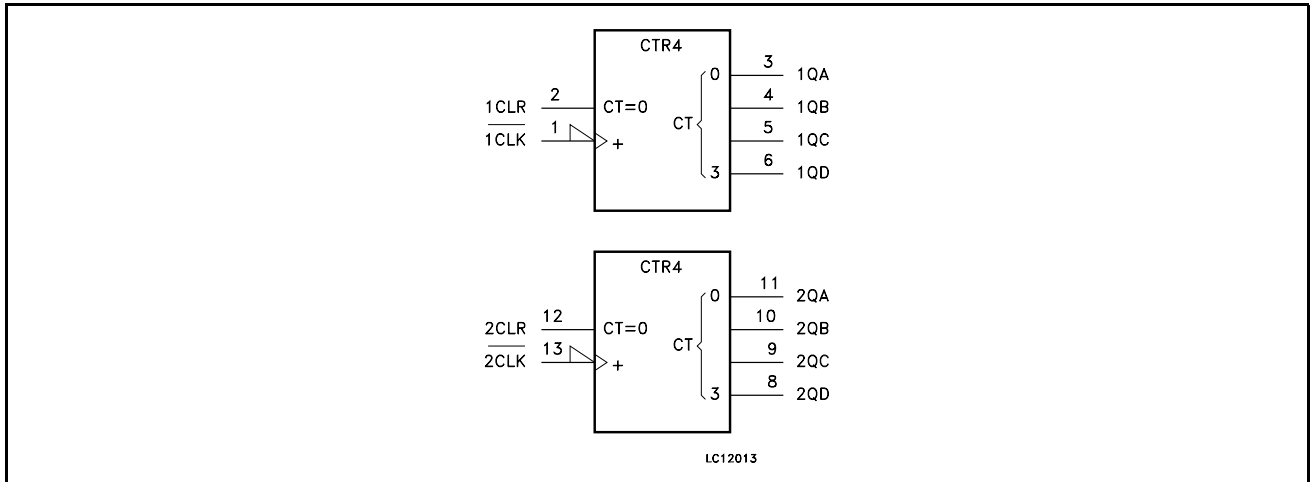 CTR4
0 3 1QA
1CLR 2 CT=0 4 1QB
CT
1CLK 1 + 5 1QC
3 6 1QD
CTR4
0 11 2QA
2CLR 12 CT=0 10 2QB
CT
2CLK 13 + 9 2QC
3 8 2QD
LC12013